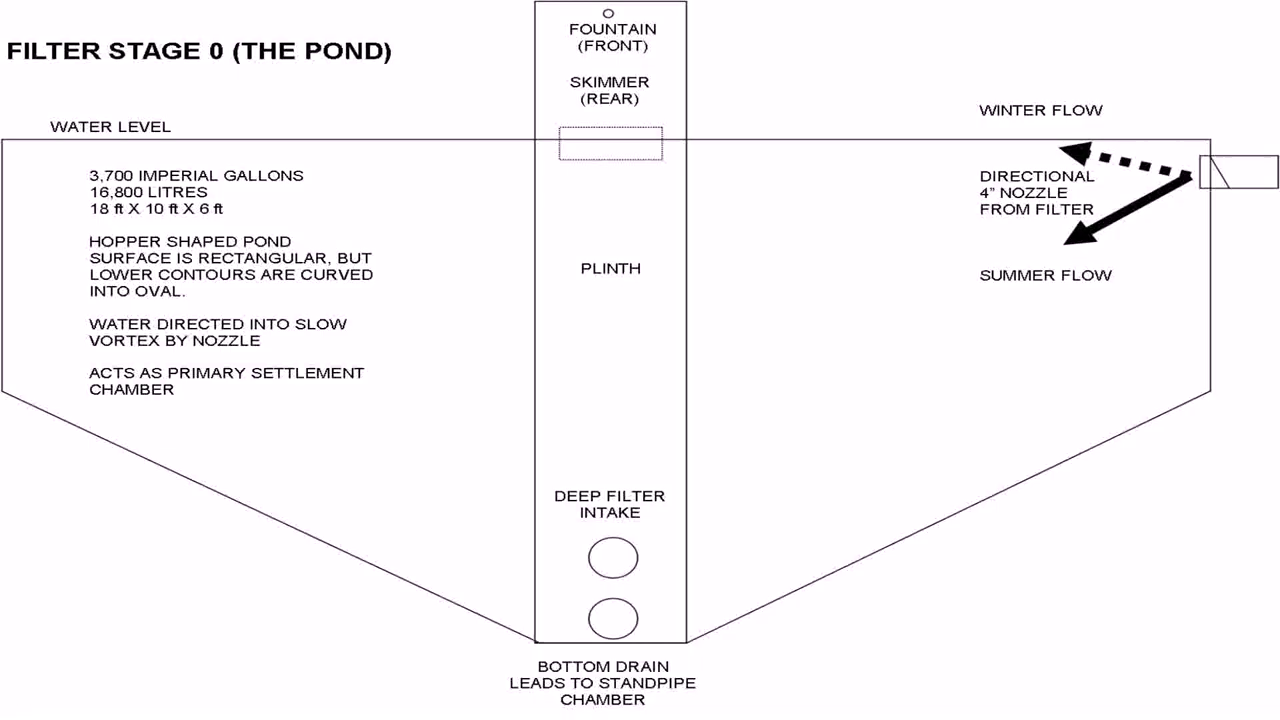 FILTER STAGE 0 (THE POND)
FOUNTAIN
(FRONT)
SKIMMER
(REAR)
WATER LEVEL
3,700 IMPERIAL GALLONS
16,800 LITRES
18 ft X 10 ft X 6 ft
HOPPER SHAPED POND
SURFACE IS RECTANGULAR, BUT
LOWER CONTOURS ARE CURVED
INTO OVAL.
WATER DIRECTED INTO SLOW
VORTEX BY NOZZLE
ACTS AS PRIMARY SETTLEMENT
CHAMBER
PLINTH
WINTER FLOW
DIRECTIONAL
4” NOZZLE
FROM FILTER
SUMMER FLOW
DEEP FILTER
INTAKE
BOTTOM DRAIN
LEADS TO STANDPIPE
CHAMBER